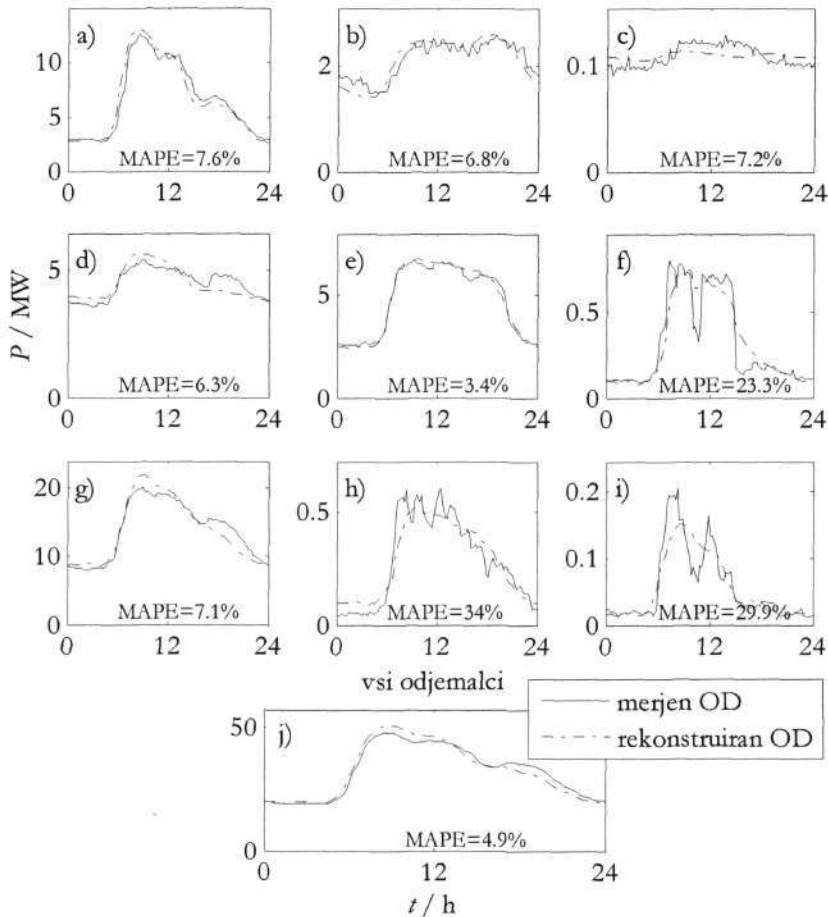 a)
b)
c)
10
5
0
MAPE=7.6%
0
12
24
2
0
MAPE=6.8%
0
12
24
0.1
0
MAPE=7.2%
0
12
24
d)
e)
f)
P / MW
5
0
MAPE=6.3%
0
12
24
5
0
MAPE=3.4%
0
12
24
0.5
0
MAPE=23.3%
0
12
24
g)
h)
i)
20
10
0
MAPE=7.1%
0
12
24
0.5
0
MAPE=34%
0
12
24
0.2
0.1
0
MAPE=29.9%
0
12
24
vsi odjemalci
merjen OD
rekonstruiran OD
j)
50
0
MAPE=4.9%
0
12
24
t / h